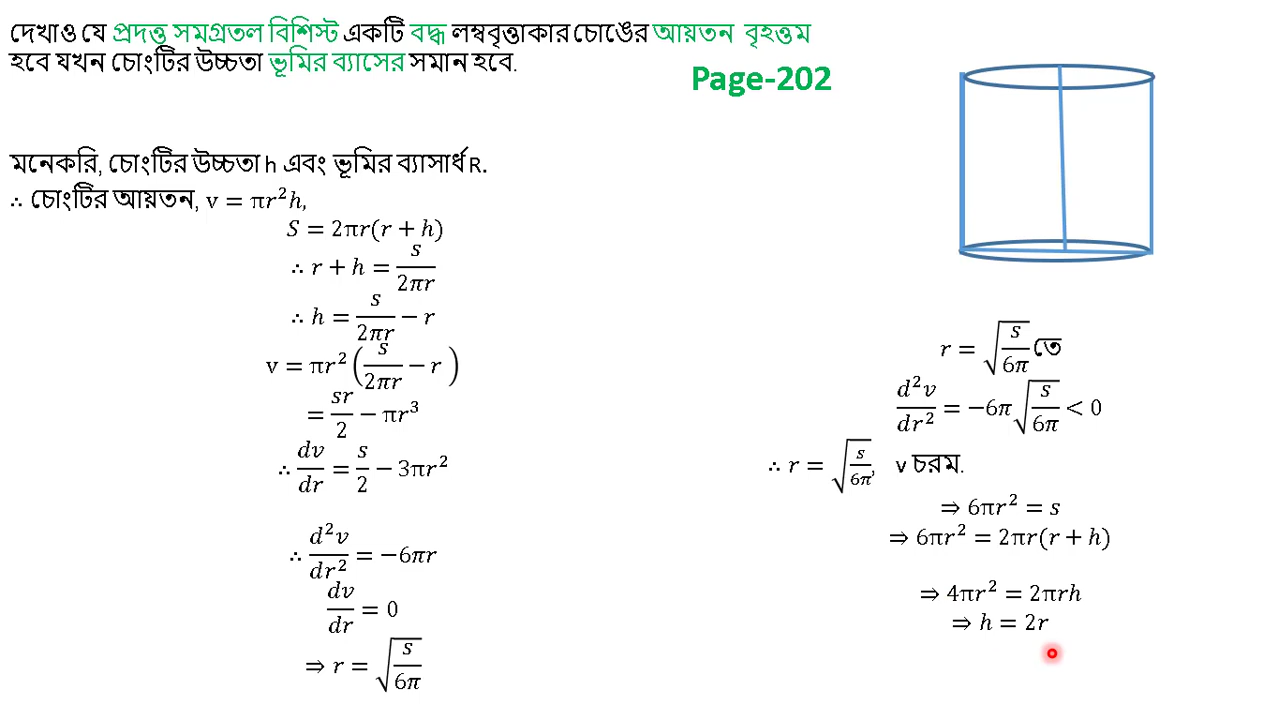 দেখাও যে প্রদত্ত সমগ্রতল বিশিস্ট একটি বদ্ধ লম্ববৃত্তাকার চোঙের আয়তন বৃহত্তম
হবে যখন চোংটির উচ্চতা ভূমির ব্যাসের সমান হবে.
Page-202
মনেকরি, চোংটির উচ্চতা h এবং ভূমির ব্যাসার্ধ R.
∴ চোংটির আয়তন, v = πr²h,
S = 2πr(r + h)
∴ r + h = s/2πr
∴ h = s/2πr − r
v = πr² (s/2πr − r)
= sr/2 − πr³
∴ dv/dr = s/2 − 3πr²
∴ d²v/dr² = −6πr
dv/dr = 0
⇒ r = √(s/6π)
r = √(s/6π) তে
d²v/dr² = −6π√(s/6π) < 0
∴ r = √(s/6π), v চরম.
⇒ 6πr² = s
⇒ 6πr² = 2πr(r + h)
⇒ 4πr² = 2πrh
⇒ h = 2r